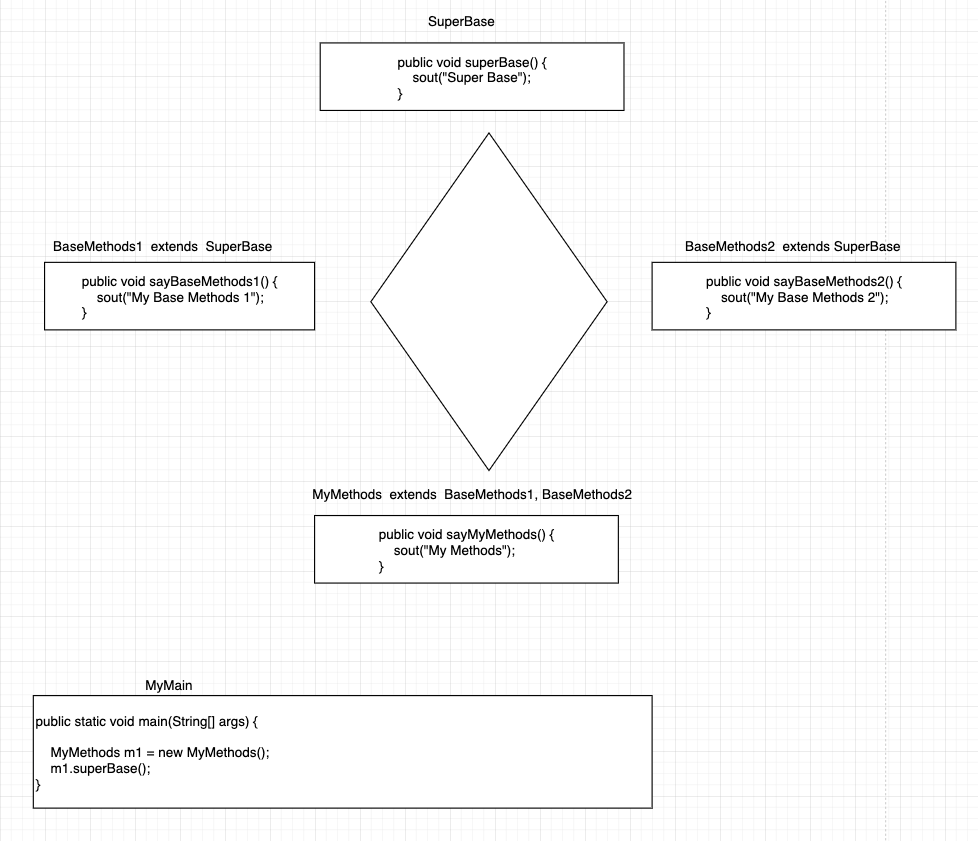 SuperBase
public void superBase() {
sout("Super Base");
}
BaseMethods1 extends SuperBase
public void sayBaseMethods1() {
sout("My Base Methods 1");
}
BaseMethods2 extends SuperBase
public void sayBaseMethods2() {
sout("My Base Methods 2");
}
MyMethods extends BaseMethods1, BaseMethods2
public void sayMyMethods() {
sout("My Methods");
}
MyMain
public static void main(String[] args) {
MyMethods m1 = new MyMethods();
m1.superBase();
}